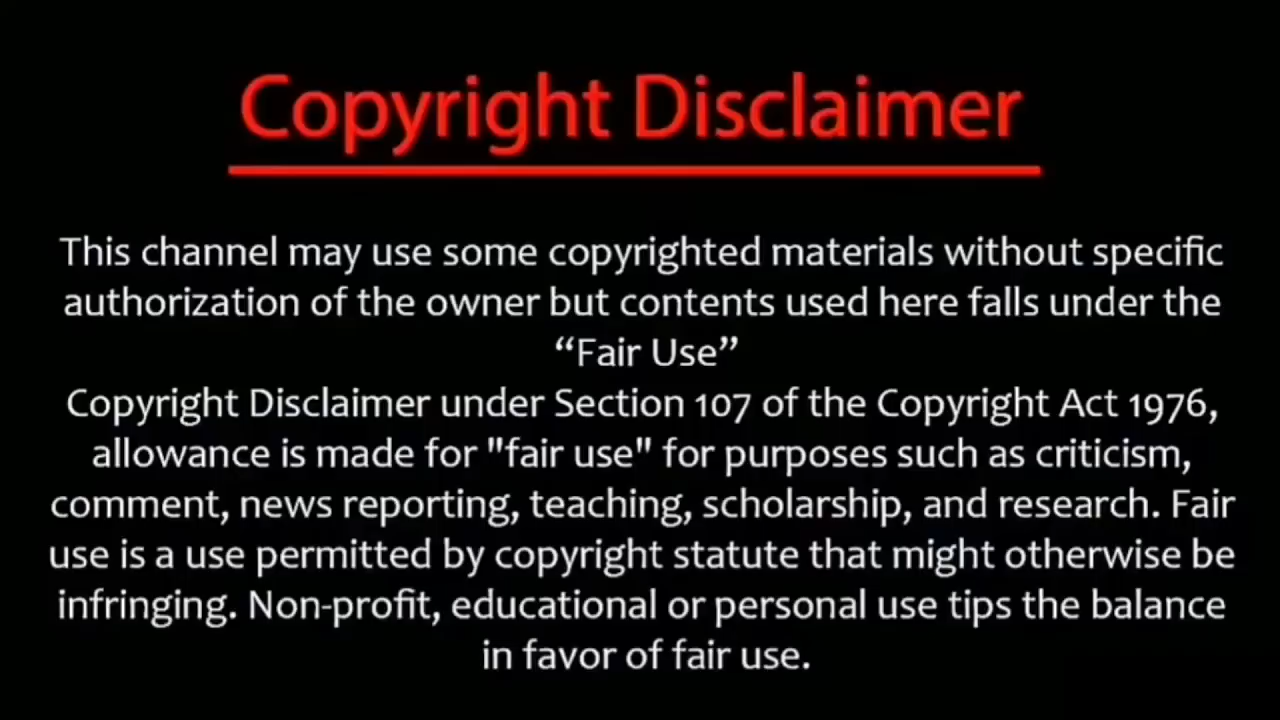 Copyright Disclaimer
This channel may use some copyrighted materials without specific
authorization of the owner but contents used here falls under the
“Fair Use”
Copyright Disclaimer under Section 107 of the Copyright Act 1976,
allowance is made for "fair use" for purposes such as criticism,
comment, news reporting, teaching, scholarship, and research. Fair
use is a use permitted by copyright statute that might otherwise be
infringing. Non-profit, educational or personal use tips the balance
in favor of fair use.